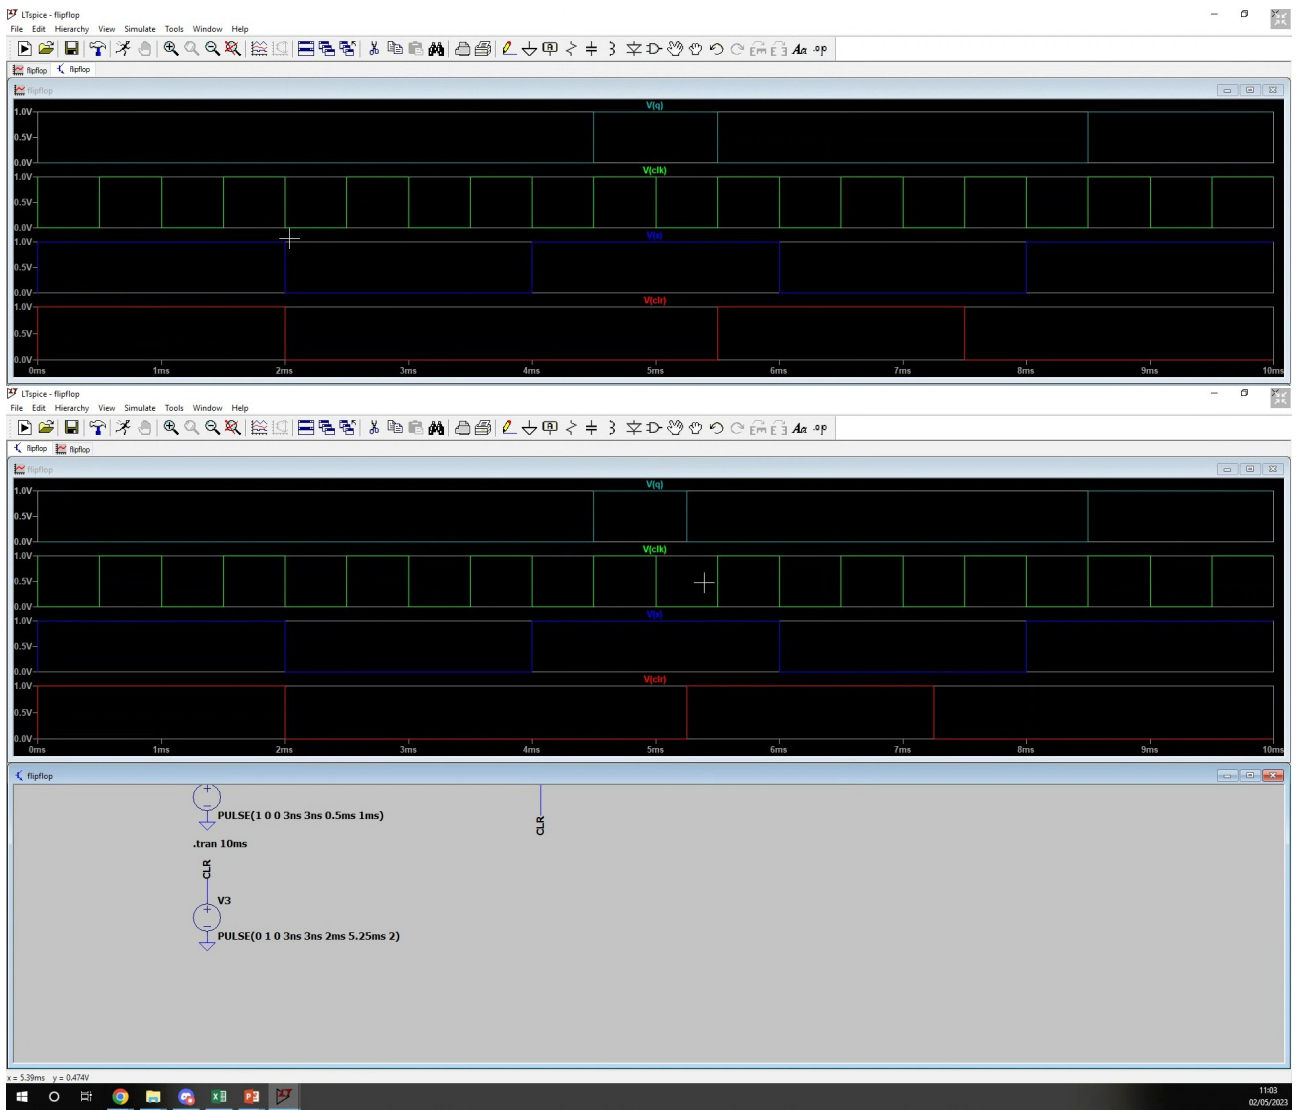 LTspice - flipflop
File Edit Hierarchy View Simulate Tools Window Help
flipflop flipflop
flipflop
V(q)
1.0V
0.5V
0.0V
V(clk)
1.0V
0.5V
0.0V
1.0V
0.5V
0.0V
V(clr)
1.0V
0.5V
0.0V
0ms 1ms 2ms 3ms 4ms 5ms 6ms 7ms 8ms 9ms 10ms
LTspice - flipflop
File Edit Hierarchy View Simulate Tools Window Help
flipflop flipflop
flipflop
V(q)
1.0V
0.5V
0.0V
V(clk)
1.0V
0.5V
0.0V
1.0V
0.5V
0.0V
V(clr)
1.0V
0.5V
0.0V
0ms 1ms 2ms 3ms 4ms 5ms 6ms 7ms 8ms 9ms 10ms
flipflop
PULSE(1 0 0 3ns 3ns 0.5ms 1ms)
CLR
.tran 10ms
CLR
V3
PULSE(0 1 0 3ns 3ns 2ms 5.25ms 2)
x = 5.39ms y = 0.474V
11:03
02/05/2023